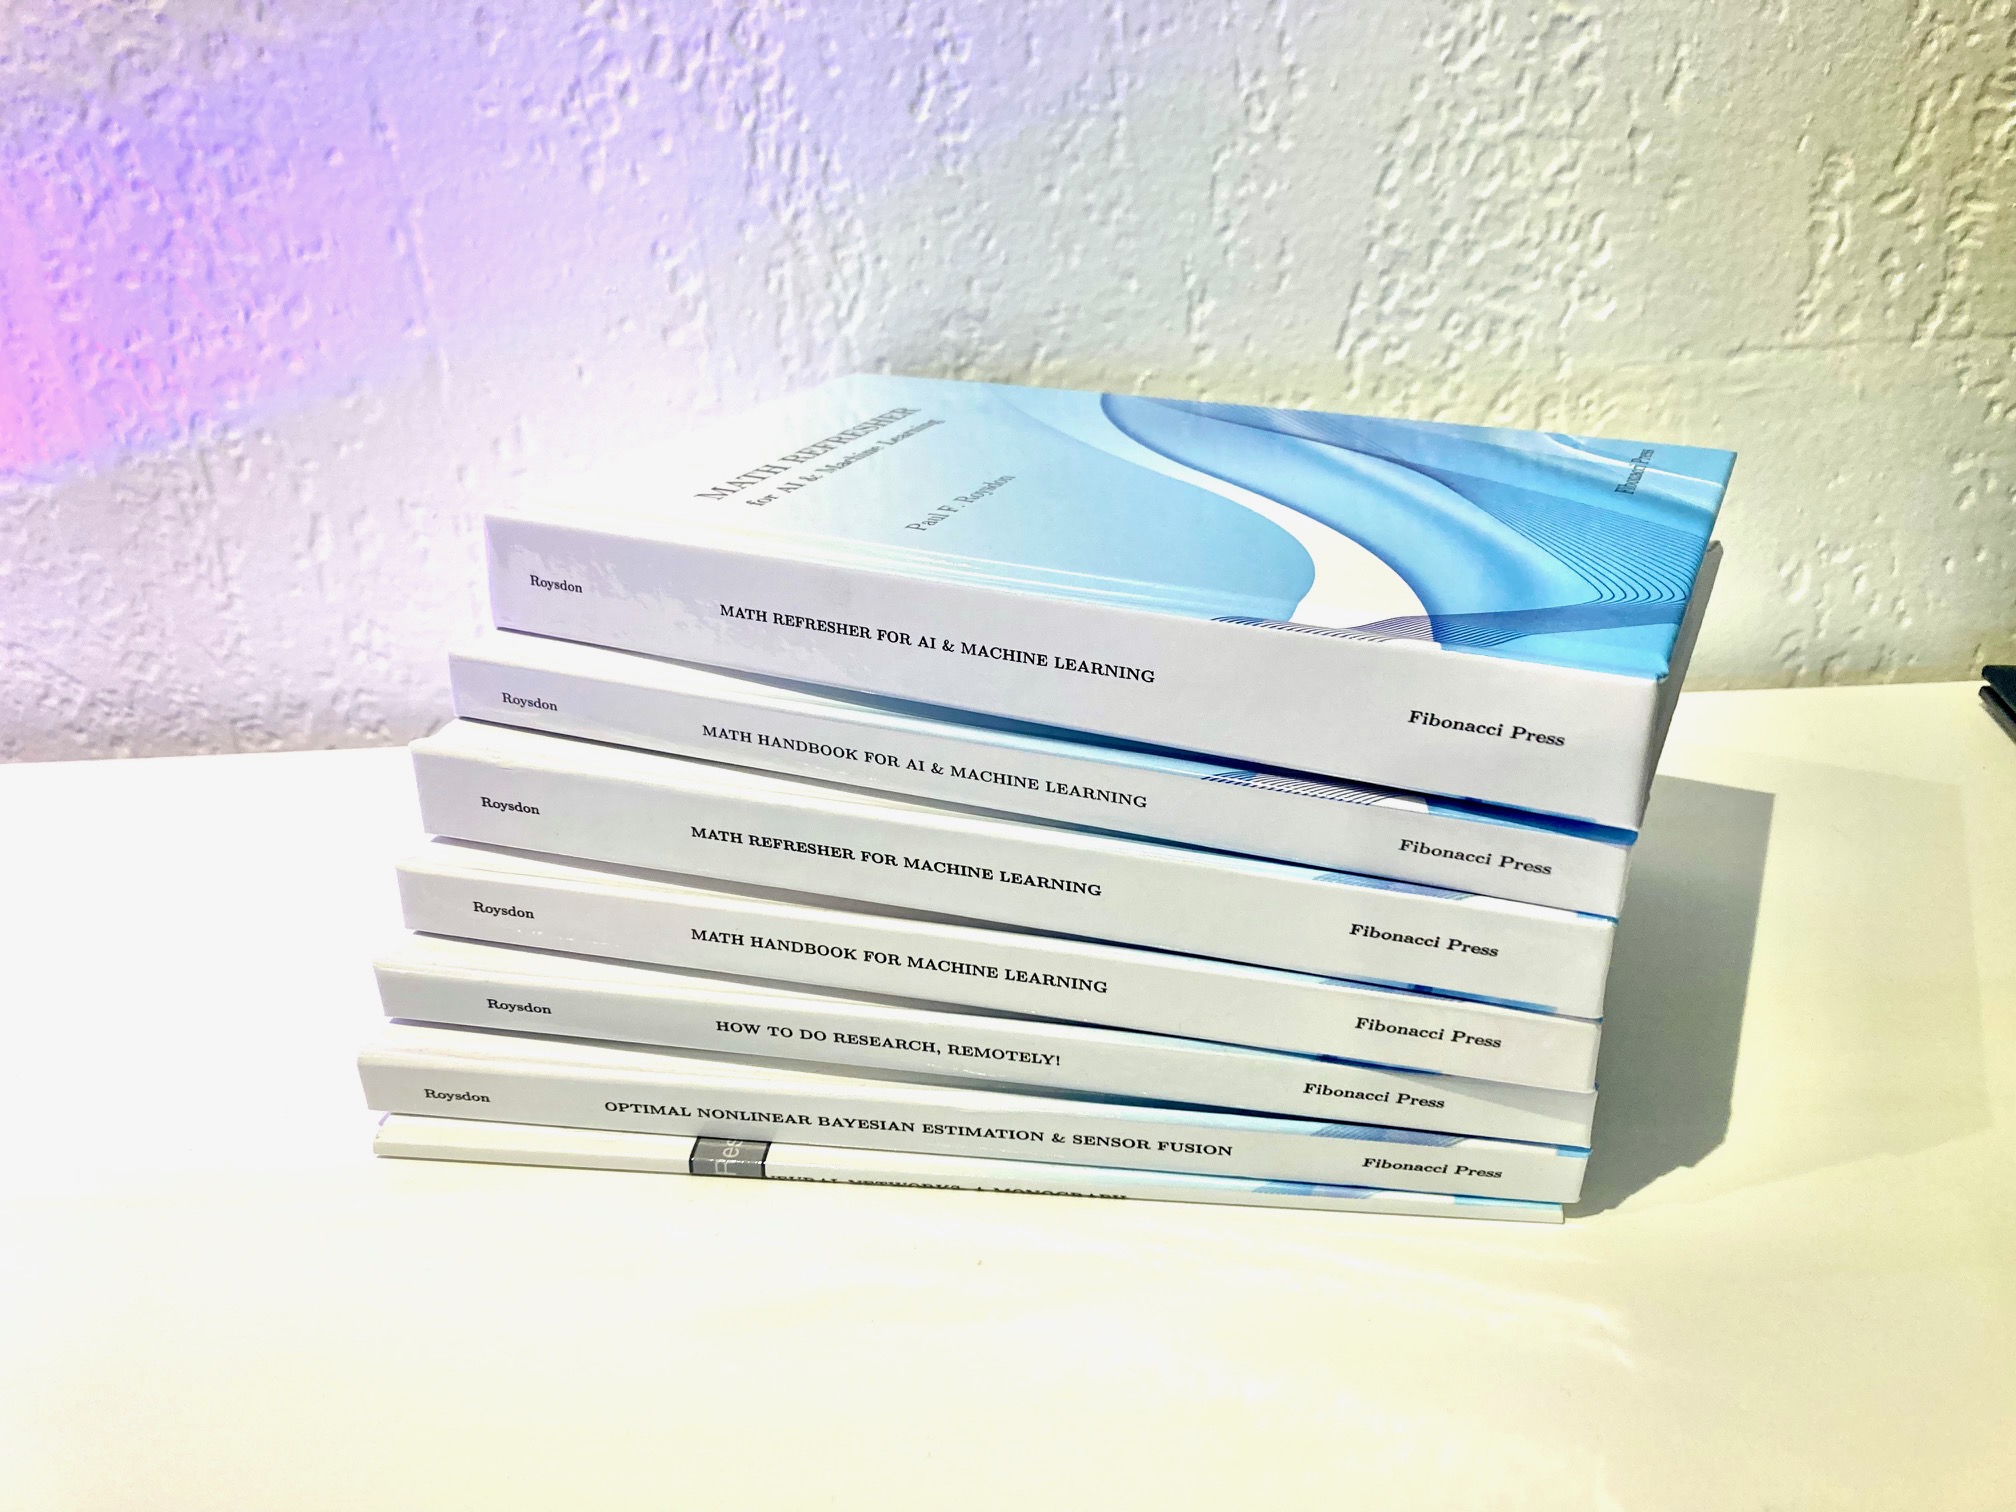 MATH REFRESHER
for AI & Machine Learning
Paul F. Roysdon
Fibonacci Press
Roysdon
MATH REFRESHER FOR AI & MACHINE LEARNING
Fibonacci Press
Roysdon
MATH HANDBOOK FOR AI & MACHINE LEARNING
Fibonacci Press
Roysdon
MATH REFRESHER FOR MACHINE LEARNING
Fibonacci Press
Roysdon
MATH HANDBOOK FOR MACHINE LEARNING
Fibonacci Press
Roysdon
HOW TO DO RESEARCH, REMOTELY!
Fibonacci Press
Roysdon
OPTIMAL NONLINEAR BAYESIAN ESTIMATION & SENSOR FUSION
Fibonacci Press
NETWORKS, A MONOGRAPH